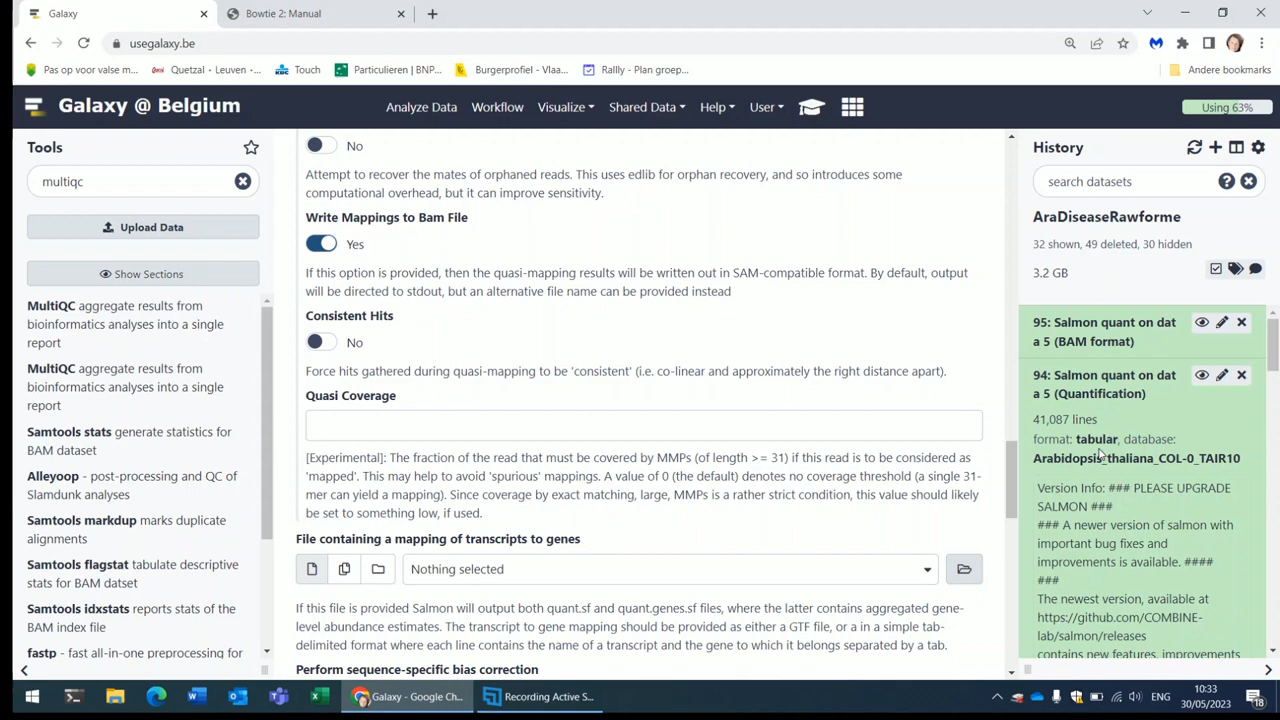 Galaxy
Bowtie 2: Manual
usegalaxy.be
Pas op voor valse m...
Quetzal - Leuven -...
Touch
Particulieren | BNP...
Burgerprofiel - Vlaa...
Rallly - Plan groep...
Andere bookmarks
Galaxy @ Belgium
Analyze Data
Workflow
Visualize
Shared Data
Help
User
Using 63%
Tools
multiqc
Upload Data
Show Sections
MultiQC aggregate results from
bioinformatics analyses into a single
report
MultiQC aggregate results from
bioinformatics analyses into a single
report
Samtools stats generate statistics for
BAM dataset
Alleyoop - post-processing and QC of
Slamdunk analyses
Samtools markdup marks duplicate
alignments
Samtools flagstat tabulate descriptive
stats for BAM datset
Samtools idxstats reports stats of the
BAM index file
fastp - fast all-in-one preprocessing for
No
Attempt to recover the mates of orphaned reads. This uses edlib for orphan recovery, and so introduces some
computational overhead, but it can improve sensitivity.
Write Mappings to Bam File
Yes
If this option is provided, then the quasi-mapping results will be written out in SAM-compatible format. By default, output
will be directed to stdout, but an alternative file name can be provided instead
Consistent Hits
No
Force hits gathered during quasi-mapping to be 'consistent' (i.e. co-linear and approximately the right distance apart).
Quasi Coverage
[Experimental]: The fraction of the read that must be covered by MMPs (of length >= 31) if this read is to be considered as
'mapped'. This may help to avoid 'spurious' mappings. A value of 0 (the default) denotes no coverage threshold (a single 31-
mer can yield a mapping). Since coverage by exact matching, large, MMPs is a rather strict condition, this value should likely
be set to something low, if used.
File containing a mapping of transcripts to genes
Nothing selected
If this file is provided Salmon will output both quant.sf and quant.genes.sf files, where the latter contains aggregated gene-
level abundance estimates. The transcript to gene mapping should be provided as either a GTF file, or a in a simple tab-
delimited format where each line contains the name of a transcript and the gene to which it belongs separated by a tab.
Perform sequence-specific bias correction
History
search datasets
AraDiseaseRawforme
32 shown, 49 deleted, 30 hidden
3.2 GB
95: Salmon quant on dat
a 5 (BAM format)
94: Salmon quant on dat
a 5 (Quantification)
41,087 lines
format: tabular, database:
Arabidopsis_thaliana_COL-0_TAIR10
Version Info: ### PLEASE UPGRADE
SALMON ###
### A newer version of salmon with
important bug fixes and
improvements is available. ####
###
The newest version, available at
https://github.com/COMBINE-
lab/salmon/releases
contains new features, improvements
Galaxy - Google Ch...
Recording Active S...
ENG
10:33
30/05/2023
18